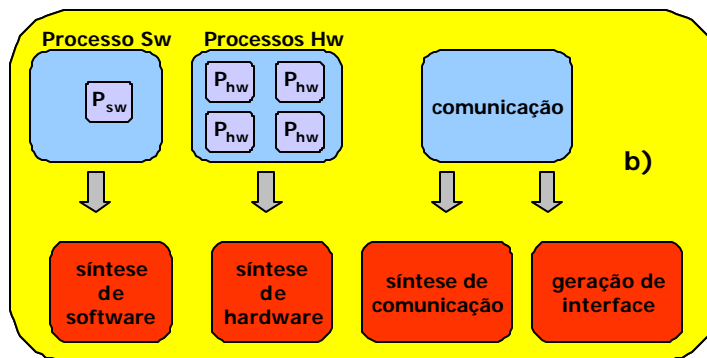 Processo Sw
Processos Hw
Psw
Phw Phw
Phw Phw
comunicação
b)
síntese
de
software
síntese
de
hardware
síntese de
comunicação
geração de
interface